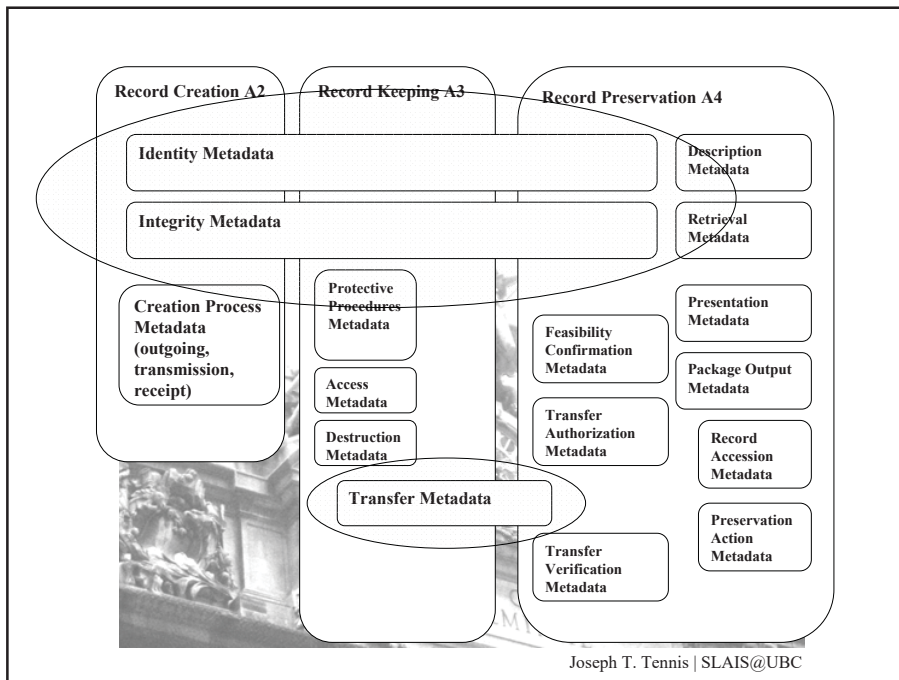 Record Creation A2
Record Keeping A3
Record Preservation A4
Identity Metadata
Integrity Metadata
Description
Metadata
Retrieval
Metadata
Creation Process
Metadata
(outgoing,
transmission,
receipt)
Protective
Procedures
Metadata
Access
Metadata
Destruction
Metadata
Transfer Metadata
Feasibility
Confirmation
Metadata
Transfer
Authorization
Metadata
Transfer
Verification
Metadata
Presentation
Metadata
Package Output
Metadata
Record
Accession
Metadata
Preservation
Action
Metadata
Joseph T. Tennis | SLAIS@UBC